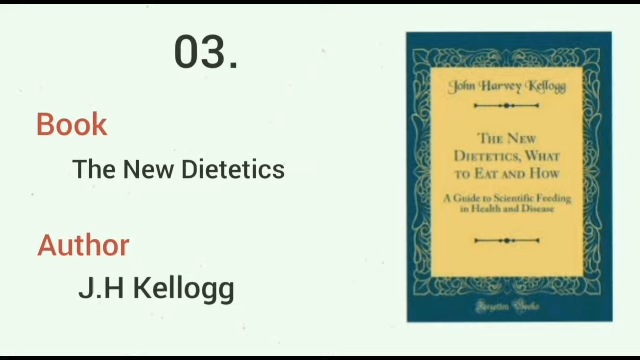 03.
Book
The New Dietetics
Author
J.H Kellogg
John Harvey Kellogg
The New
Dietetics, What
to Eat and How
A Guide to Scientific Feeding
in Health and Disease
Forgotten Books